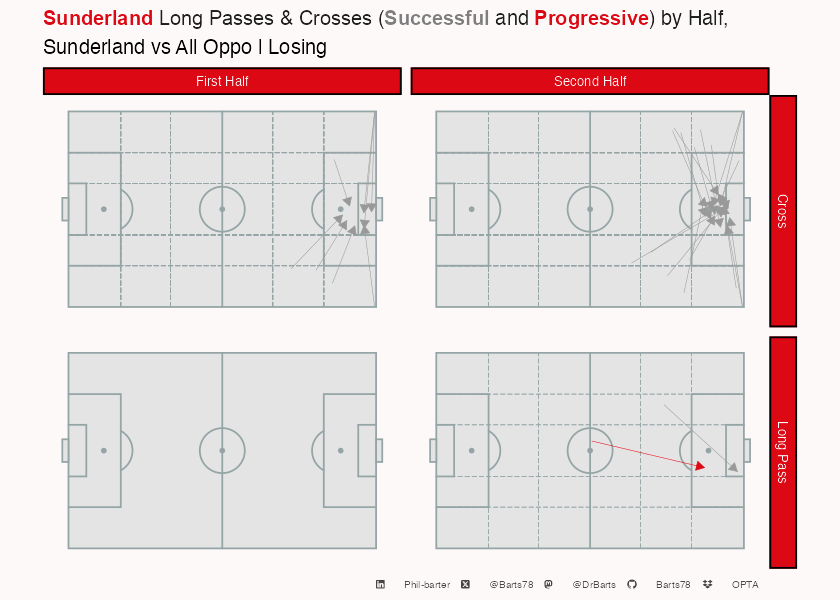 Sunderland Long Passes & Crosses (Successful and Progressive) by Half,
Sunderland vs All Oppo I Losing
First Half
Second Half
Cross
Long Pass
Phil-barter @Barts78 @DrBarts Barts78 OPTA